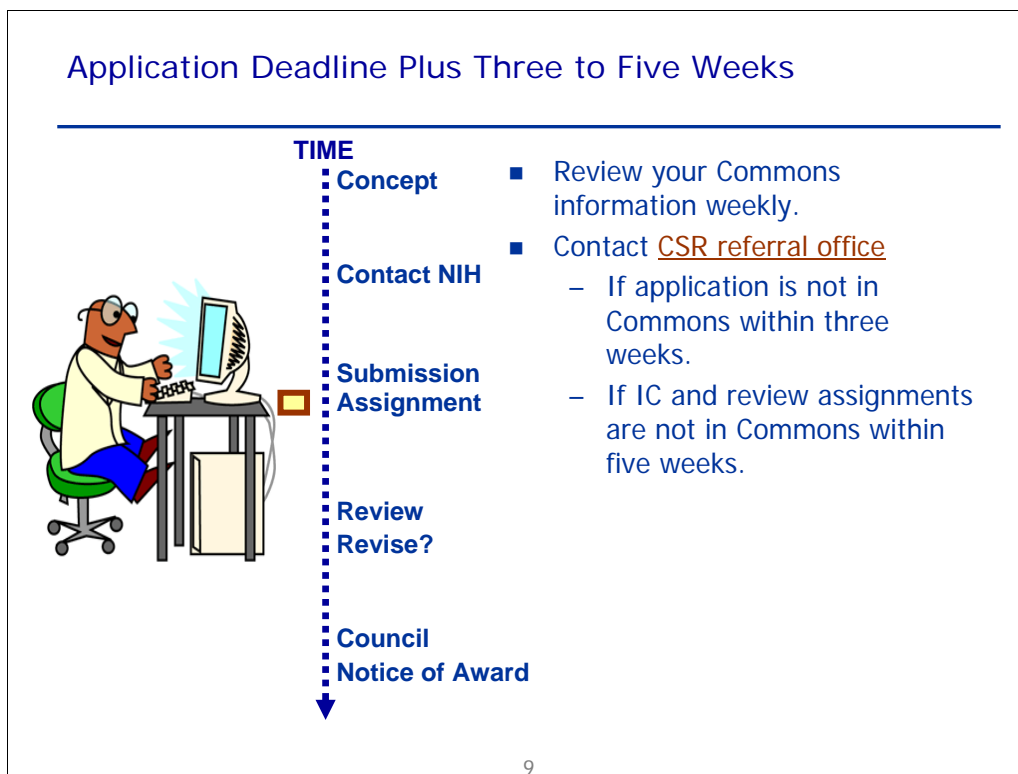 Application Deadline Plus Three to Five Weeks
TIME
Concept
Contact NIH
Submission
Assignment
Review
Revise?
Council
Notice of Award
■ Review your Commons
information weekly.
■ Contact CSR referral office
– If application is not in
Commons within three
weeks.
– If IC and review assignments
are not in Commons within
five weeks.
9